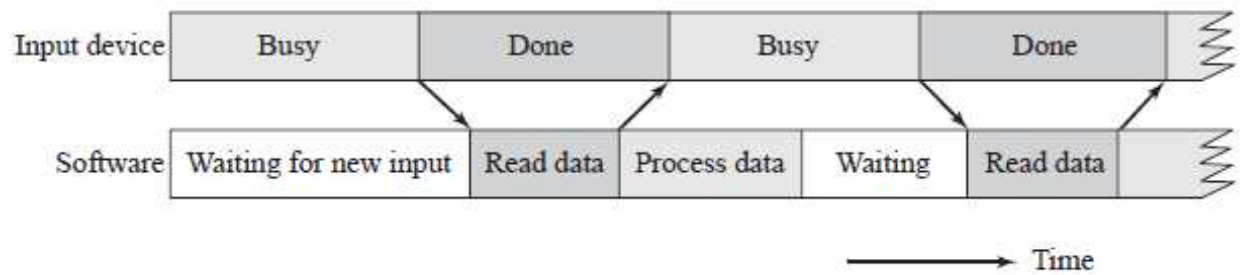 Input device Busy Done Busy Done
Software Waiting for new input Read data Process data Waiting Read data
Time